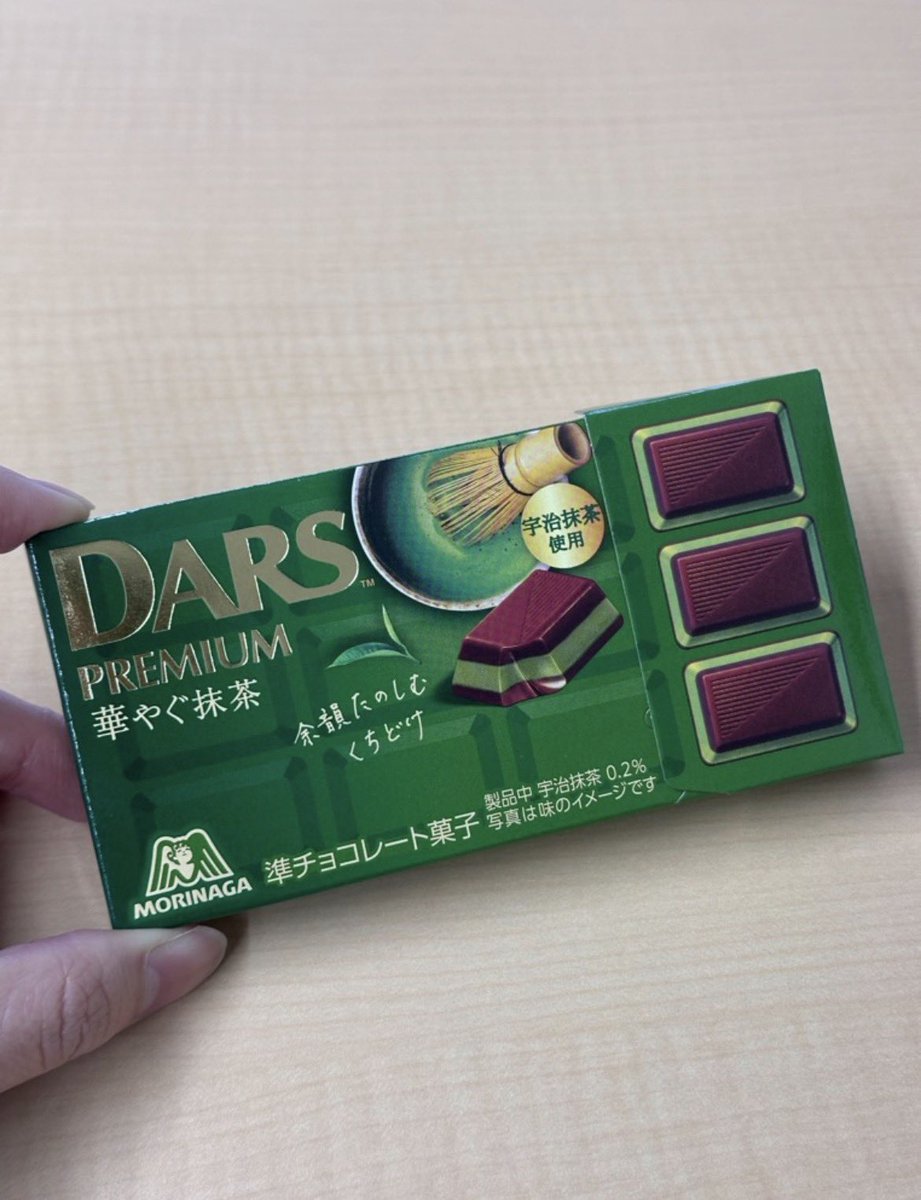 DARS™
PREMIUM
華やぐ抹茶
宇治抹茶
使用
余韻たのしむ
くちどけ
製品中 宇治抹茶 0.2%
写真は味のイメージです
準チョコレート菓子
MORINAGA